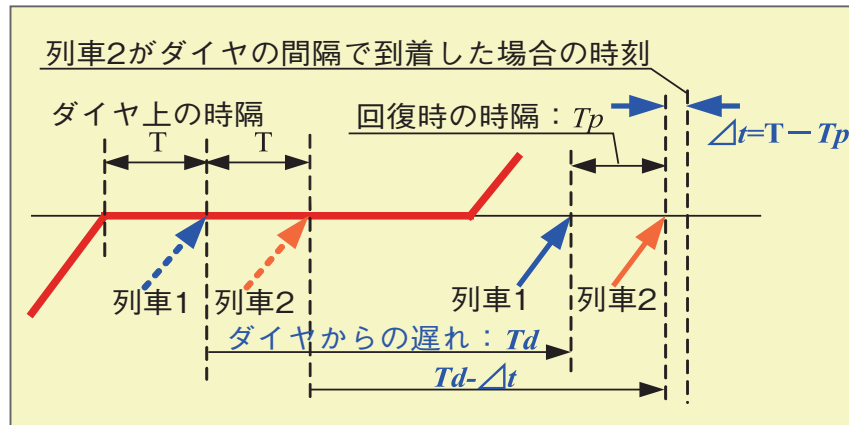 列車2がダイヤの間隔で到着した場合の時刻
ダイヤ上の時隔
回復時の時隔：Tp
T
T
⊿t=T－Tp
列車1
列車2
列車1
列車2
ダイヤからの遅れ：Td
Td-⊿t